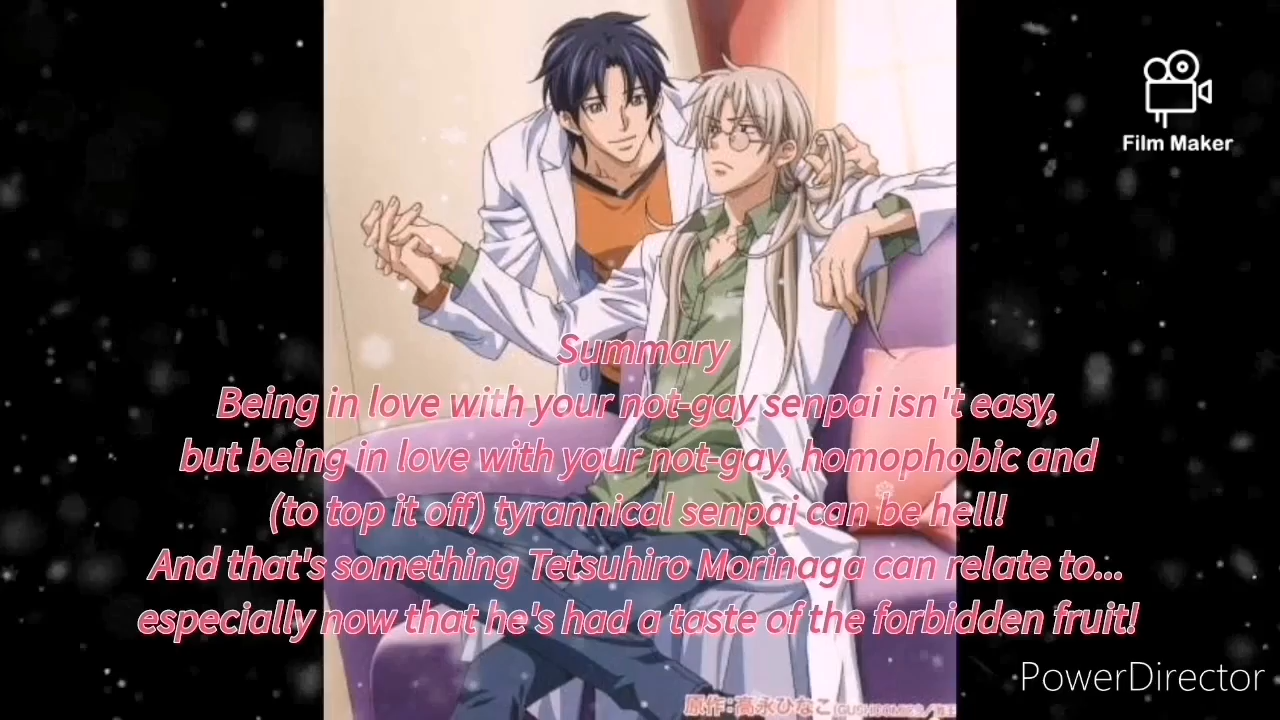 Film Maker
Summary
Being in love with your not-gay senpai isn't easy,
but being in love with your not-gay, homophobic and
(to top it off) tyrannical senpai can be hell!
And that's something Tetsuhiro Morinaga can relate to...
especially now that he's had a taste of the forbidden fruit!
PowerDirector
原作:高永ひなこ